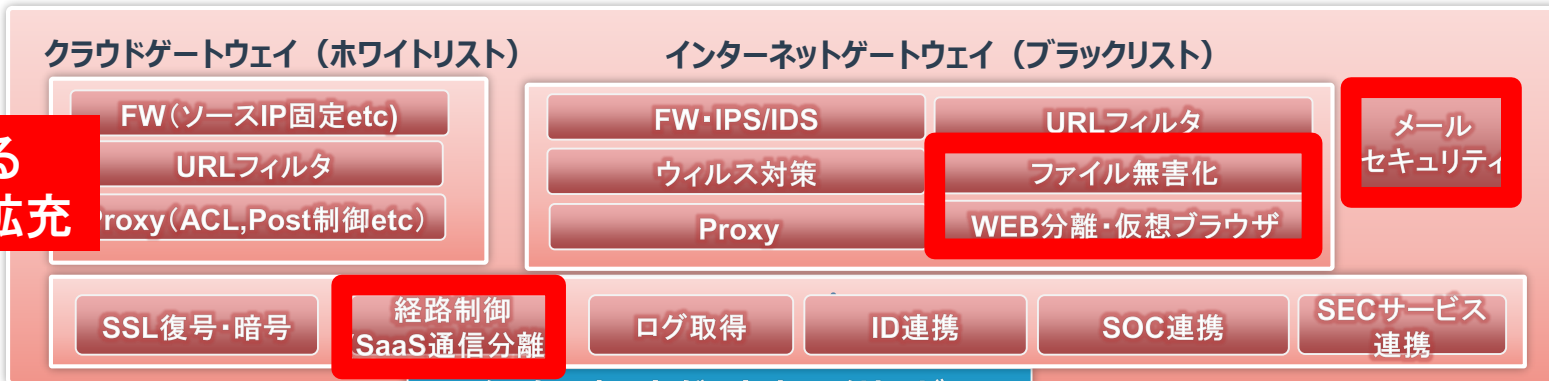 クラウドゲートウェイ（ホワイトリスト）
インターネットゲートウェイ（ブラックリスト）
FW（ソースIP固定etc)
URLフィルタ
roxy（ACL,Post制御etc）
る
拡充
FW・IPS/IDS
URLフィルタ
ウィルス対策
ファイル無害化
Proxy
WEB分離・仮想ブラウザ
メール
セキュリティ
SSL復号・暗号
経路制御
(SaaS通信分離
ログ取得
ID連携
SOC連携
SECサービス
連携